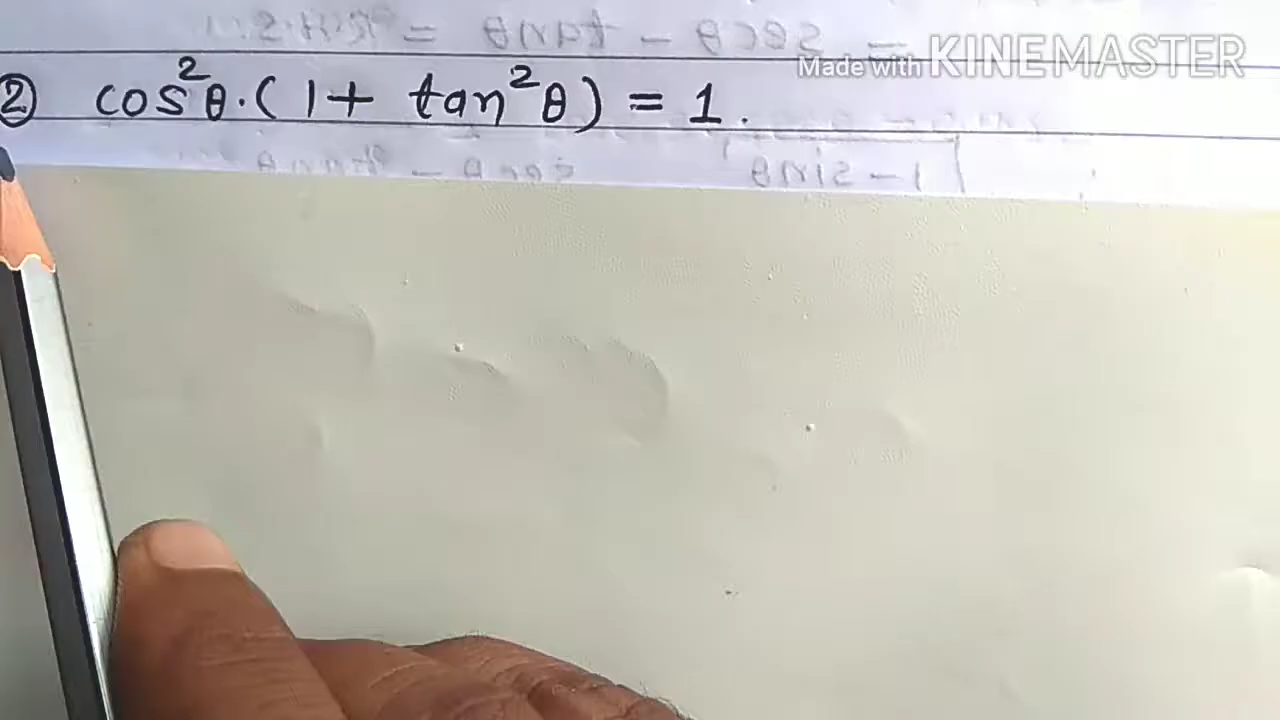 Made with KINEMASTER
② cos²θ·(1+ tan²θ) = 1.